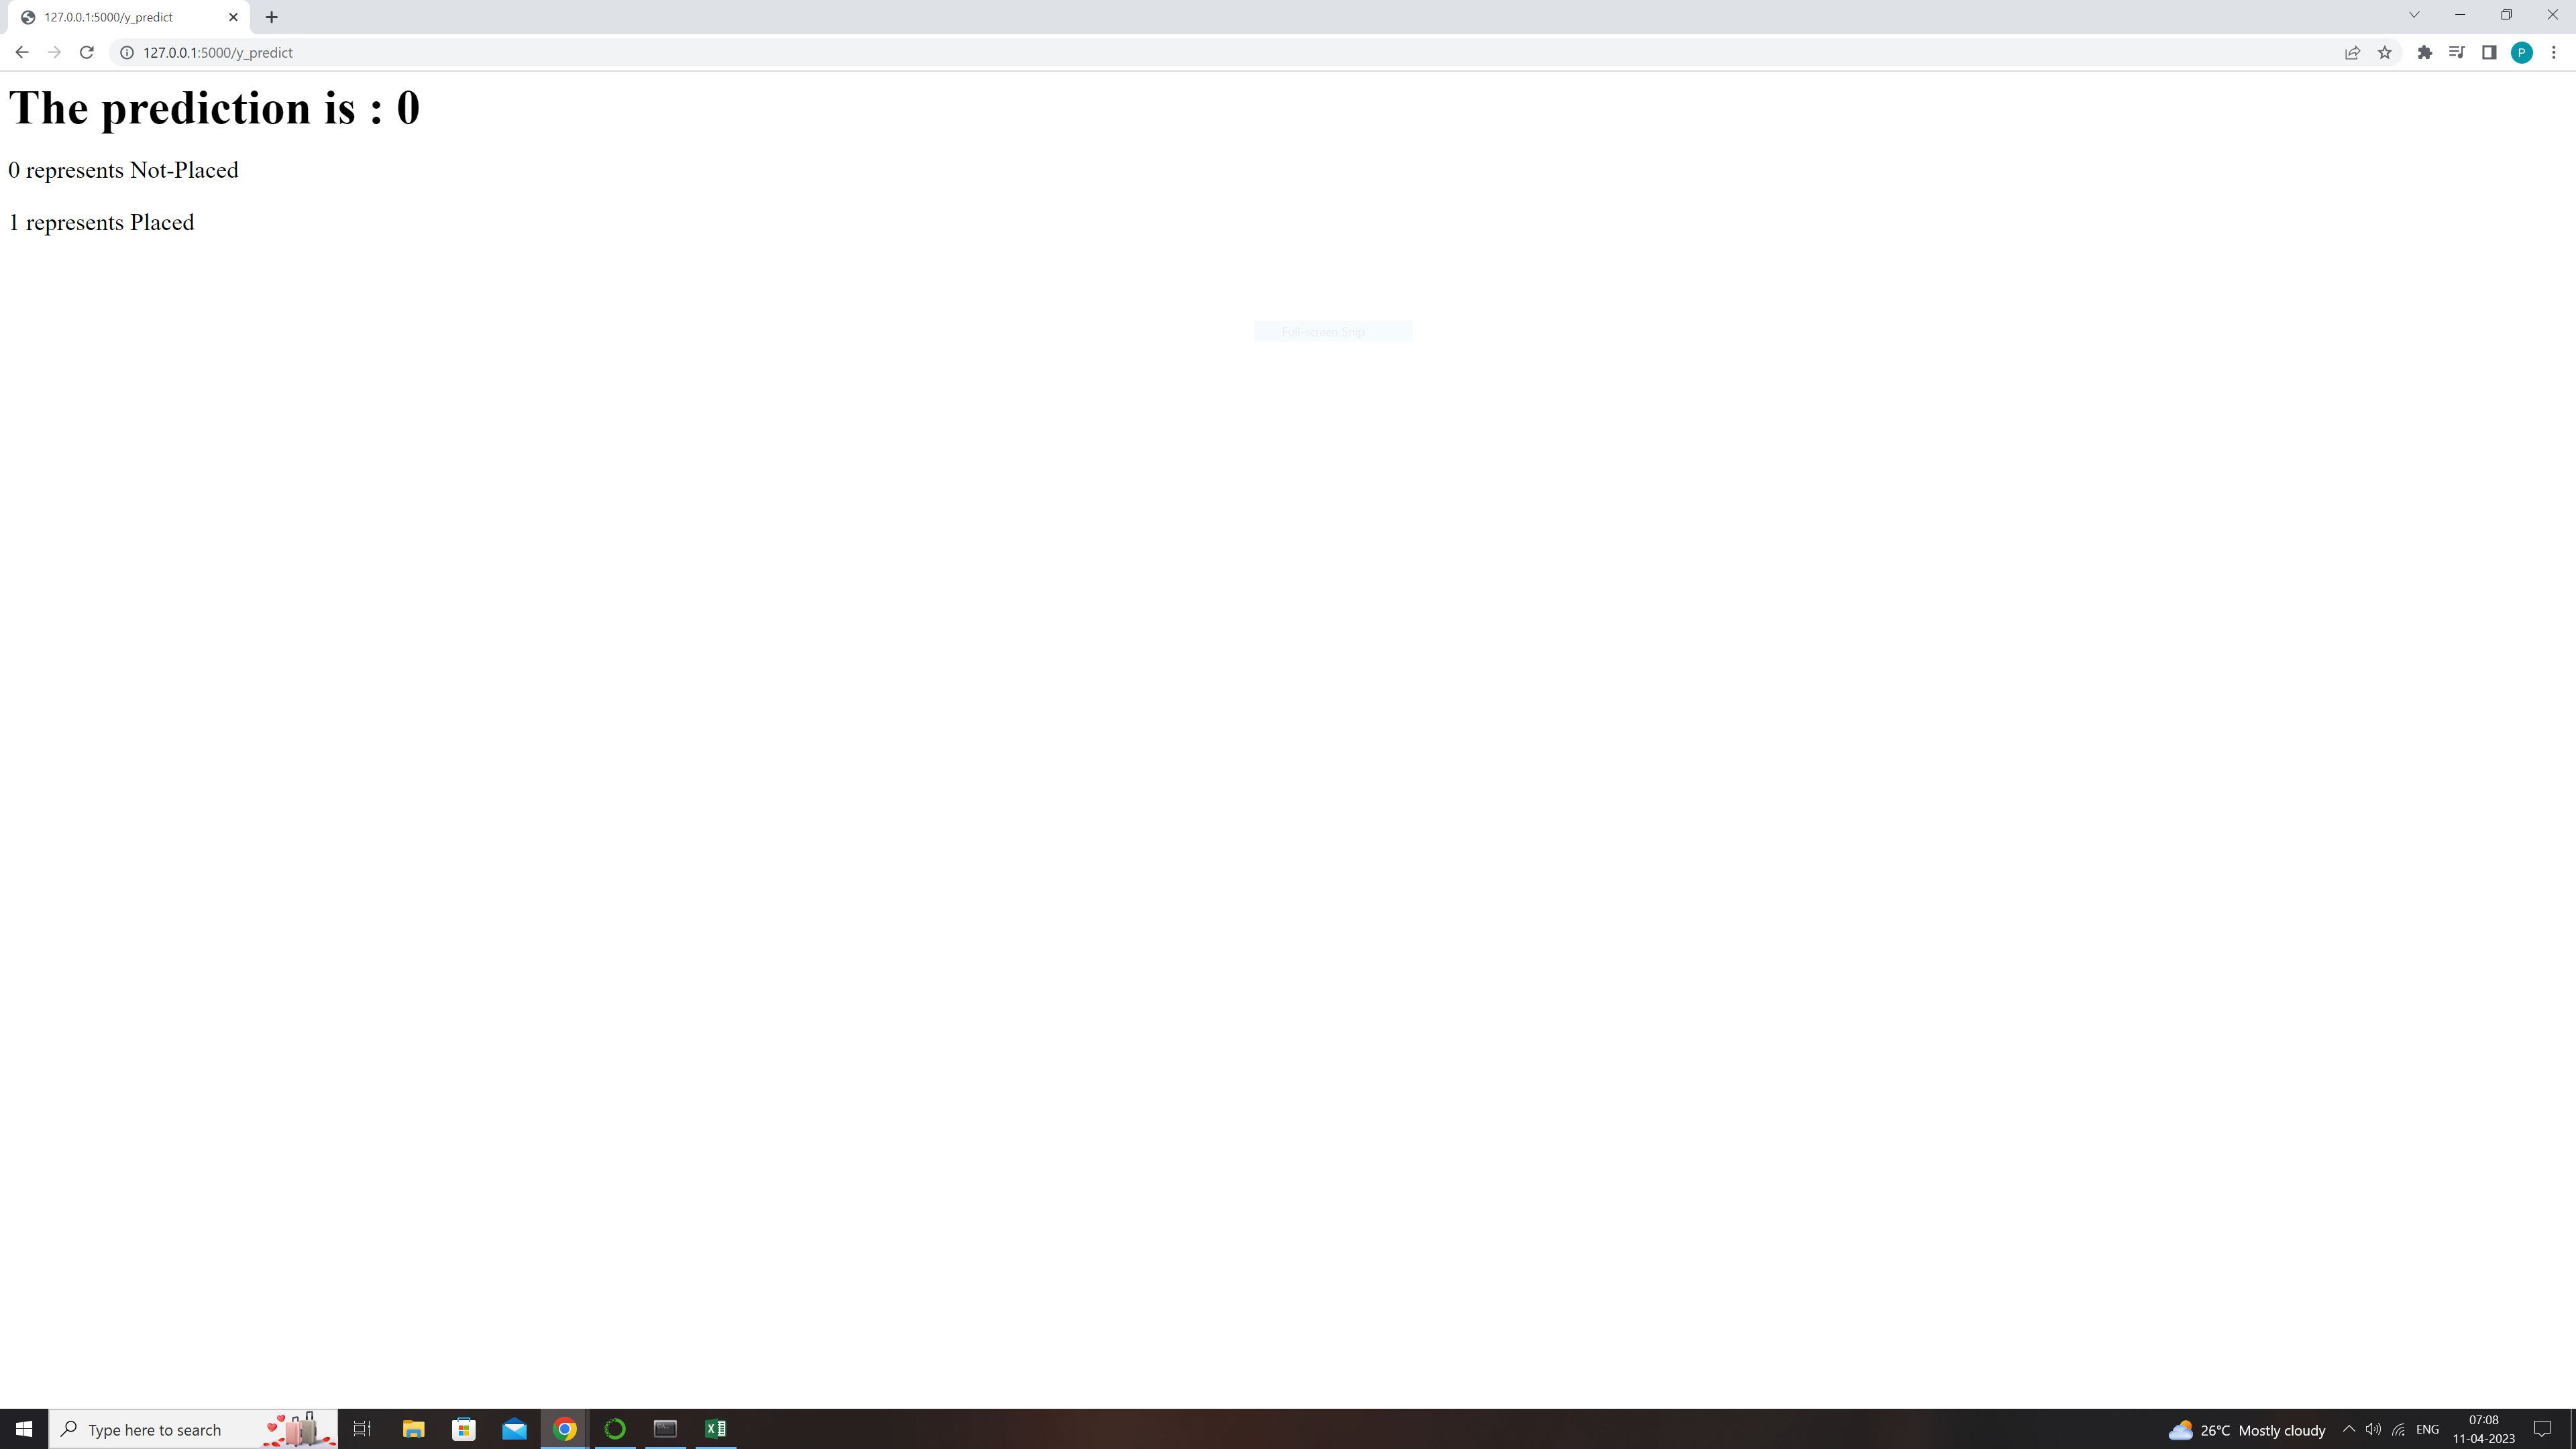 127.0.0.1:5000/y_predict
127.0.0.1:5000/y_predict
P
The prediction is : 0
0 represents Not-Placed
1 represents Placed
Full-screen Snip
Type here to search
26°C Mostly cloudy
ENG
07:08
11-04-2023